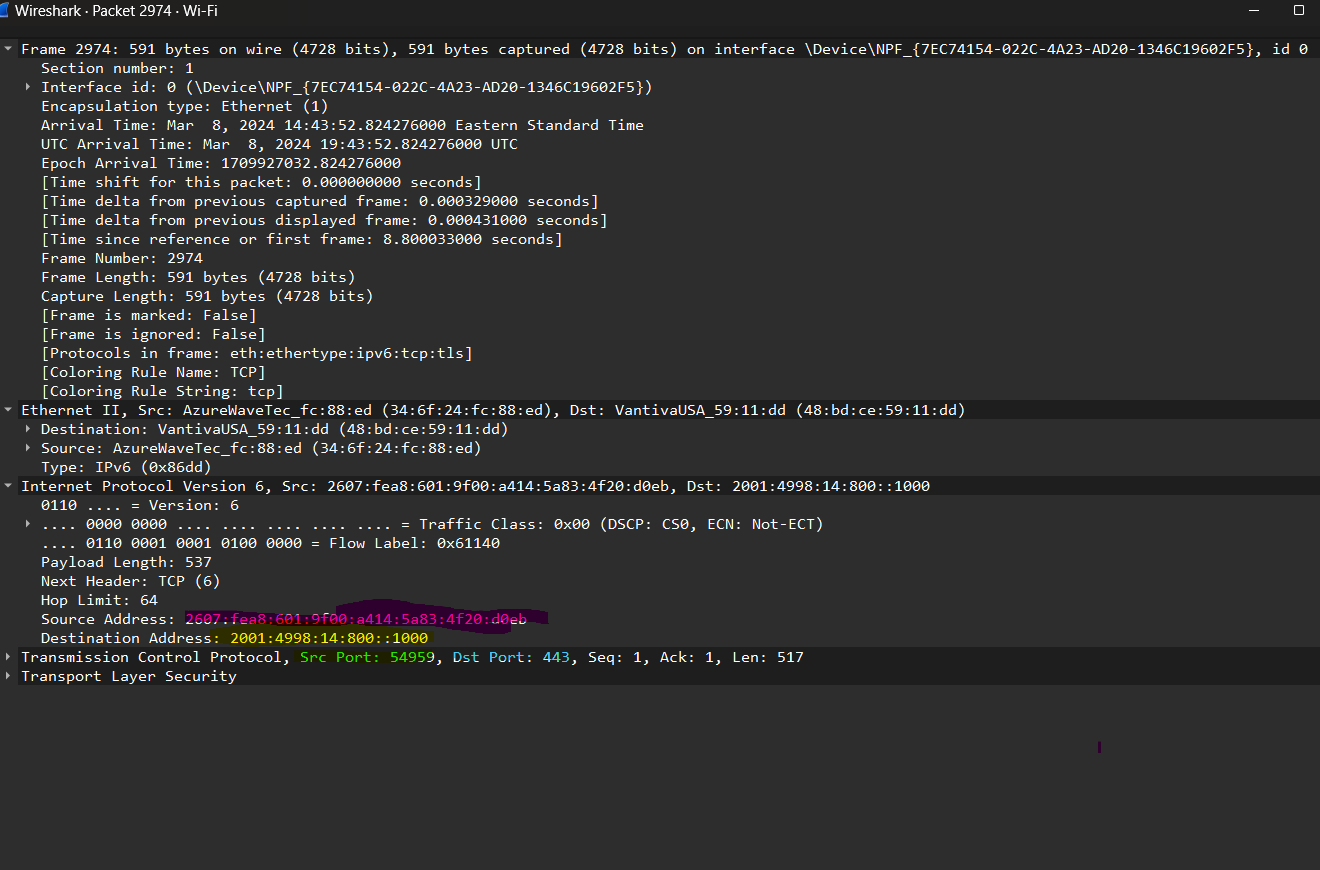 Wireshark · Packet 2974 · Wi-Fi
Frame 2974: 591 bytes on wire (4728 bits), 591 bytes captured (4728 bits) on interface \Device\NPF_{7EC74154-022C-4A23-AD20-1346C19602F5}, id 0
Section number: 1
Interface id: 0 (\Device\NPF_{7EC74154-022C-4A23-AD20-1346C19602F5})
Encapsulation type: Ethernet (1)
Arrival Time: Mar  8, 2024 14:43:52.824276000 Eastern Standard Time
UTC Arrival Time: Mar  8, 2024 19:43:52.824276000 UTC
Epoch Arrival Time: 1709927032.824276000
[Time shift for this packet: 0.000000000 seconds]
[Time delta from previous captured frame: 0.000329000 seconds]
[Time delta from previous displayed frame: 0.000431000 seconds]
[Time since reference or first frame: 8.800033000 seconds]
Frame Number: 2974
Frame Length: 591 bytes (4728 bits)
Capture Length: 591 bytes (4728 bits)
[Frame is marked: False]
[Frame is ignored: False]
[Protocols in frame: eth:ethertype:ipv6:tcp:tls]
[Coloring Rule Name: TCP]
[Coloring Rule String: tcp]
Ethernet II, Src: AzureWaveTec_fc:88:ed (34:6f:24:fc:88:ed), Dst: VantivaUSA_59:11:dd (48:bd:ce:59:11:dd)
Destination: VantivaUSA_59:11:dd (48:bd:ce:59:11:dd)
Source: AzureWaveTec_fc:88:ed (34:6f:24:fc:88:ed)
Type: IPv6 (0x86dd)
Internet Protocol Version 6, Src: 2607:fea8:601:9f00:a414:5a83:4f20:d0eb, Dst: 2001:4998:14:800::1000
0110 .... = Version: 6
.... 0000 0000 .... .... .... .... .... = Traffic Class: 0x00 (DSCP: CS0, ECN: Not-ECT)
.... 0110 0001 0001 0100 0000 = Flow Label: 0x61140
Payload Length: 537
Next Header: TCP (6)
Hop Limit: 64
Source Address: 2607:fea8:601:9f00:a414:5a83:4f20:d0eb
Destination Address: 2001:4998:14:800::1000
Transmission Control Protocol, Src Port: 54959, Dst Port: 443, Seq: 1, Ack: 1, Len: 517
Transport Layer Security